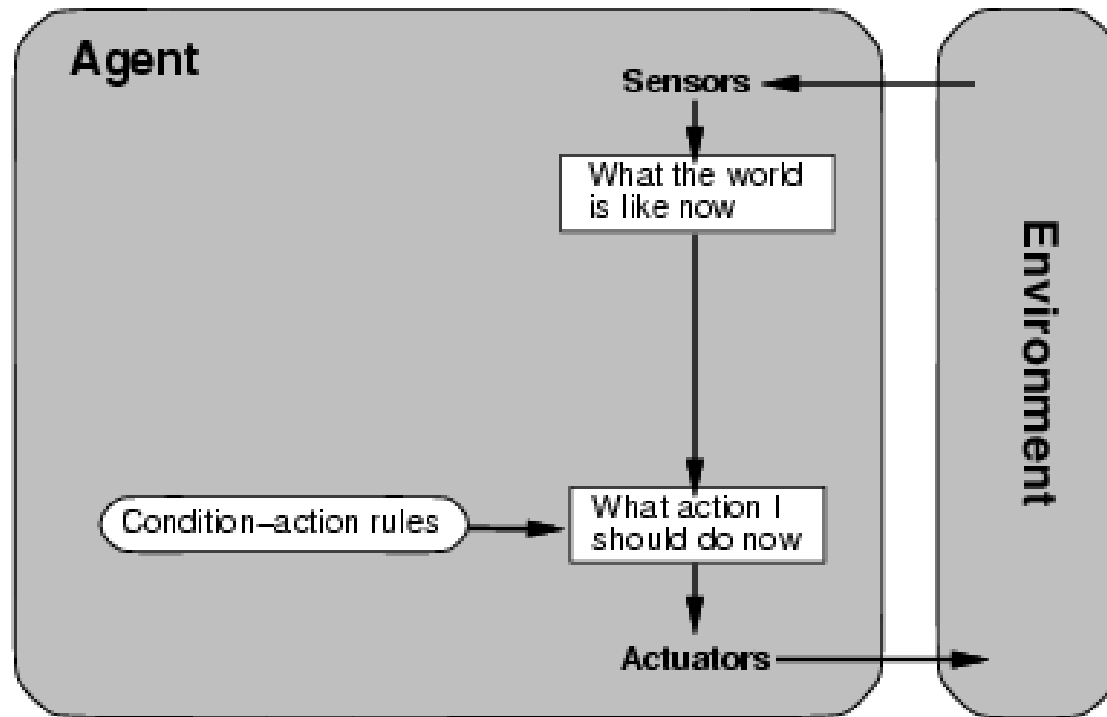 Agent
Sensors
What the world
is like now
Environment
Condition–action rules
What action I
should do now
Actuators